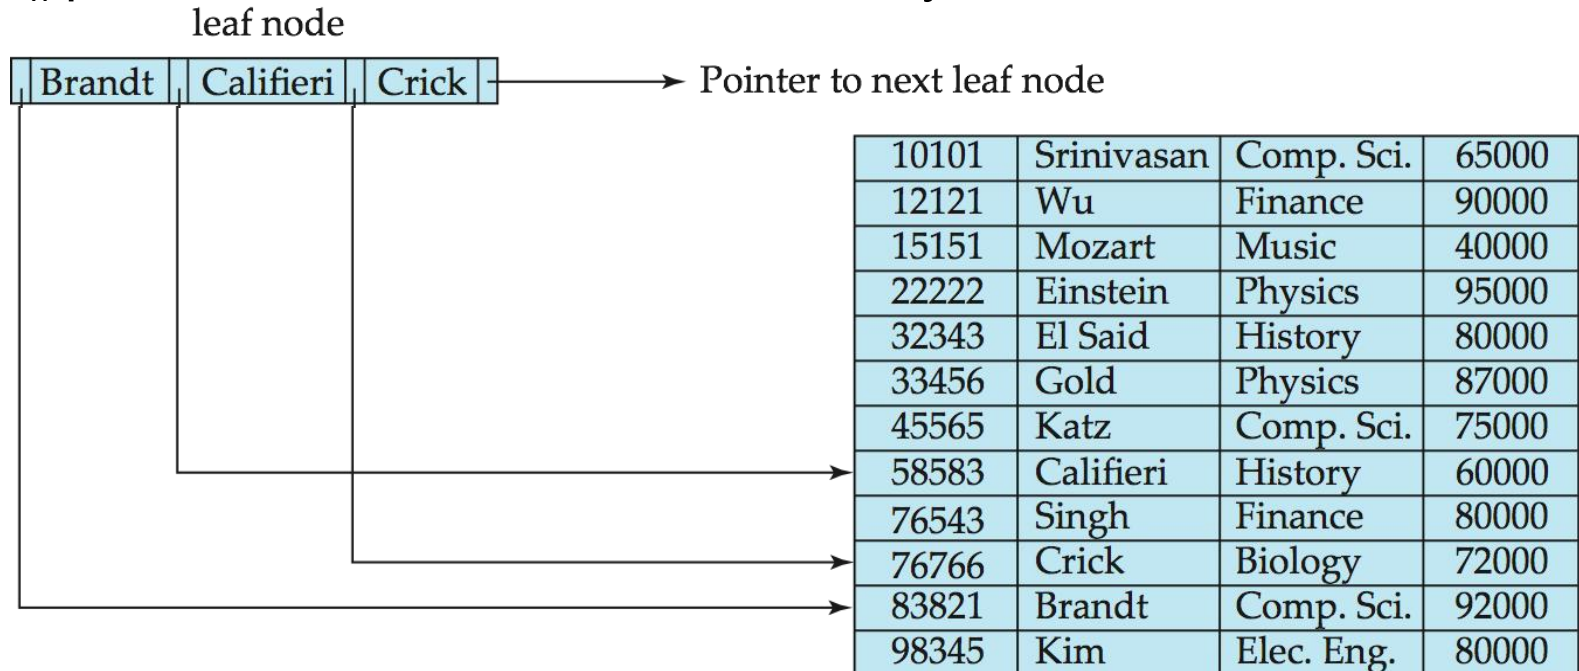 leaf node
Brandt Califieri Crick Pointer to next leaf node
10101 Srinivasan Comp. Sci. 65000
12121 Wu Finance 90000
15151 Mozart Music 40000
22222 Einstein Physics 95000
32343 El Said History 80000
33456 Gold Physics 87000
45565 Katz Comp. Sci. 75000
58583 Califieri History 60000
76543 Singh Finance 80000
76766 Crick Biology 72000
83821 Brandt Comp. Sci. 92000
98345 Kim Elec. Eng. 80000